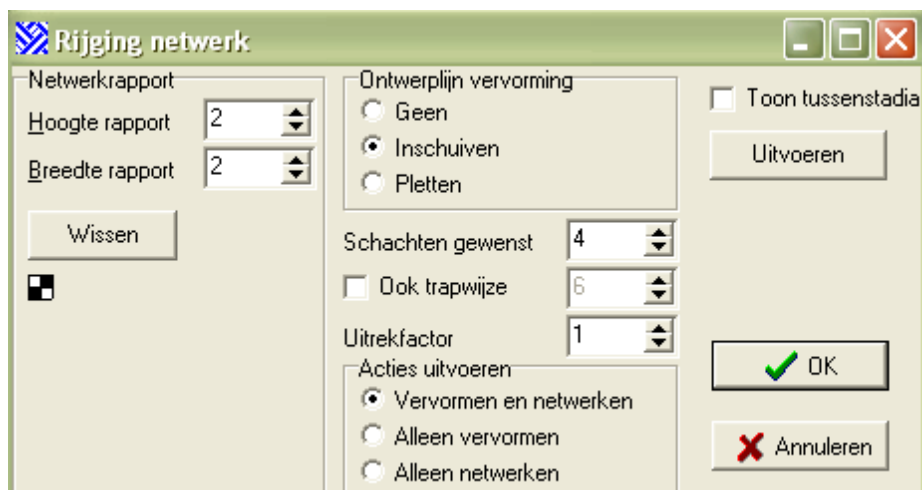 Rijging netwerk
Netwerkrapport
Hoogte rapport 2
Breedte rapport 2
Wissen
Ontwerplijn vervorming
Geen
Inschuiven
Pletten
Schachten gewenst 4
Ook trapwijze 6
Uitrekfactor 1
Acties uitvoeren
Vervormen en netwerken
Alleen vervormen
Alleen netwerken
Toon tussenstadia
Uitvoeren
OK
Annuleren